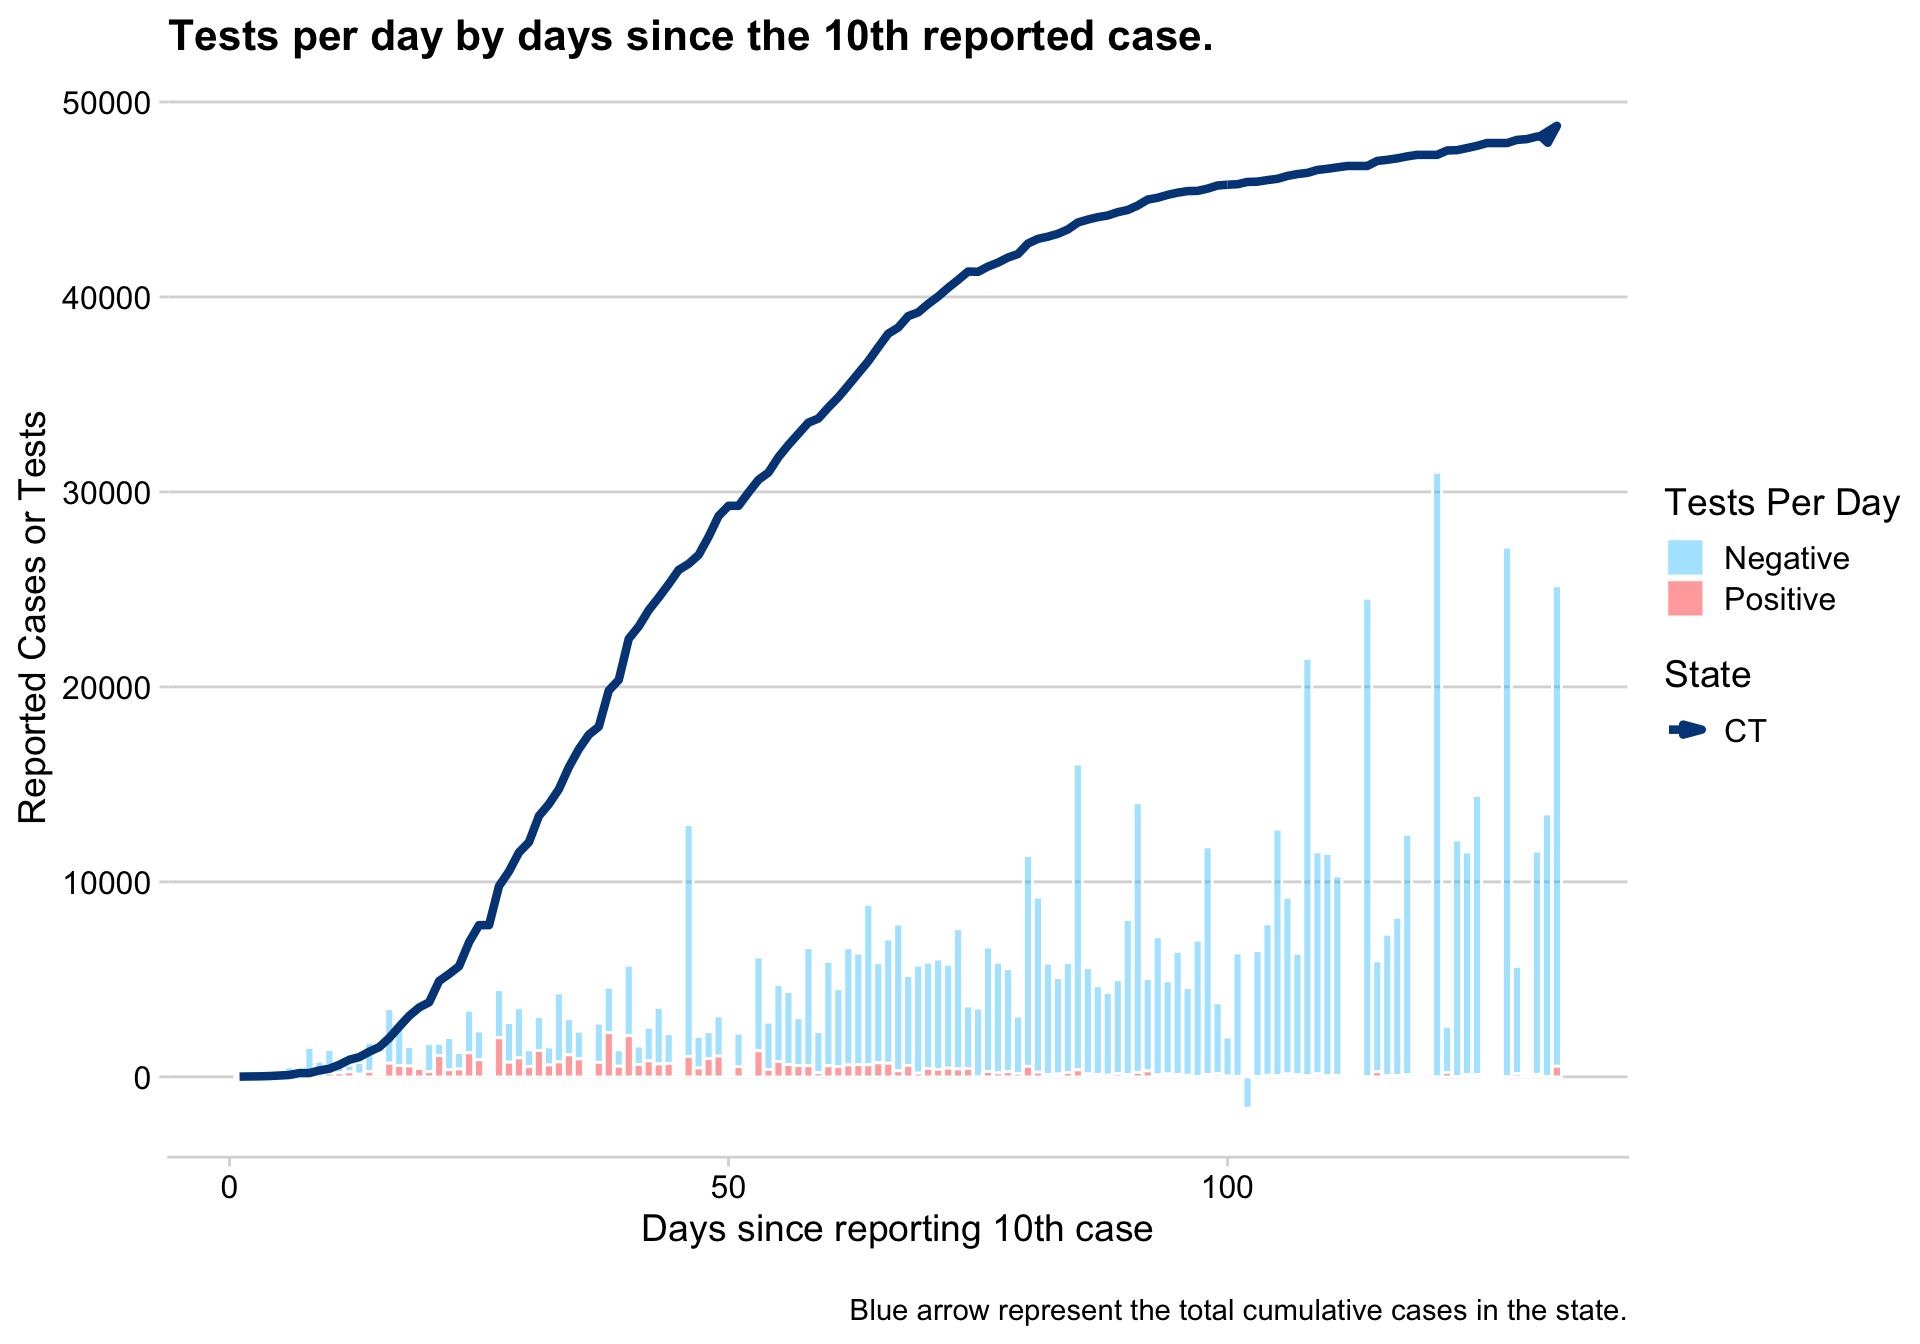 Tests per day by days since the 10th reported case.
50000
40000
30000
20000
10000
0
Reported Cases or Tests
0
50
100
Days since reporting 10th case
Tests Per Day
Negative
Positive
State
CT
Blue arrow represent the total cumulative cases in the state.